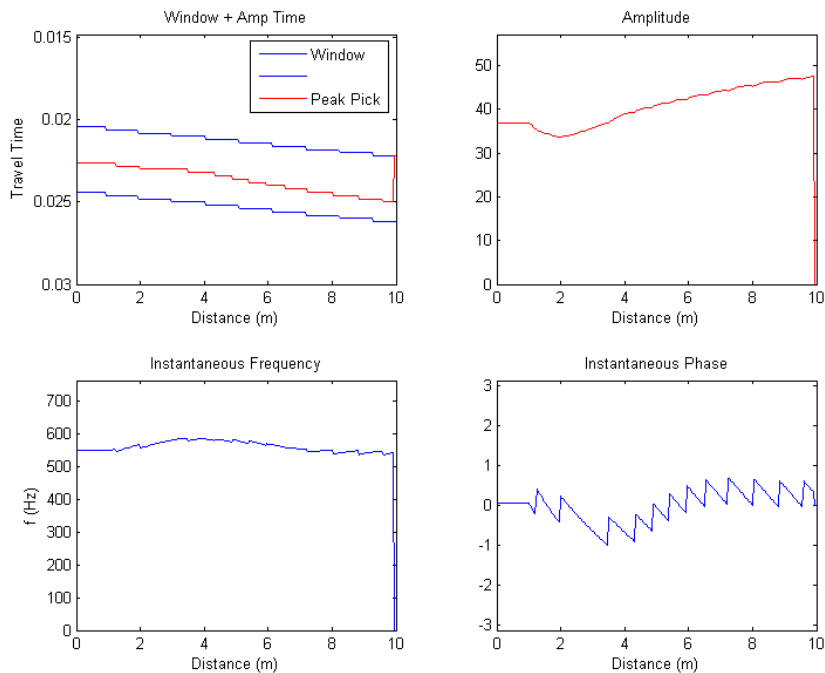 Window + Amp Time
0.015
0.02
0.025
0.03
Travel Time
Window
Peak Pick
0 2 4 6 8 10
Distance (m)
Amplitude
50
40
30
20
10
0
0 2 4 6 8 10
Distance (m)
Instantaneous Frequency
700
600
500
400
300
200
100
0
f (Hz)
0 2 4 6 8 10
Distance (m)
Instantaneous Phase
3
2
1
0
-1
-2
-3
0 2 4 6 8 10
Distance (m)